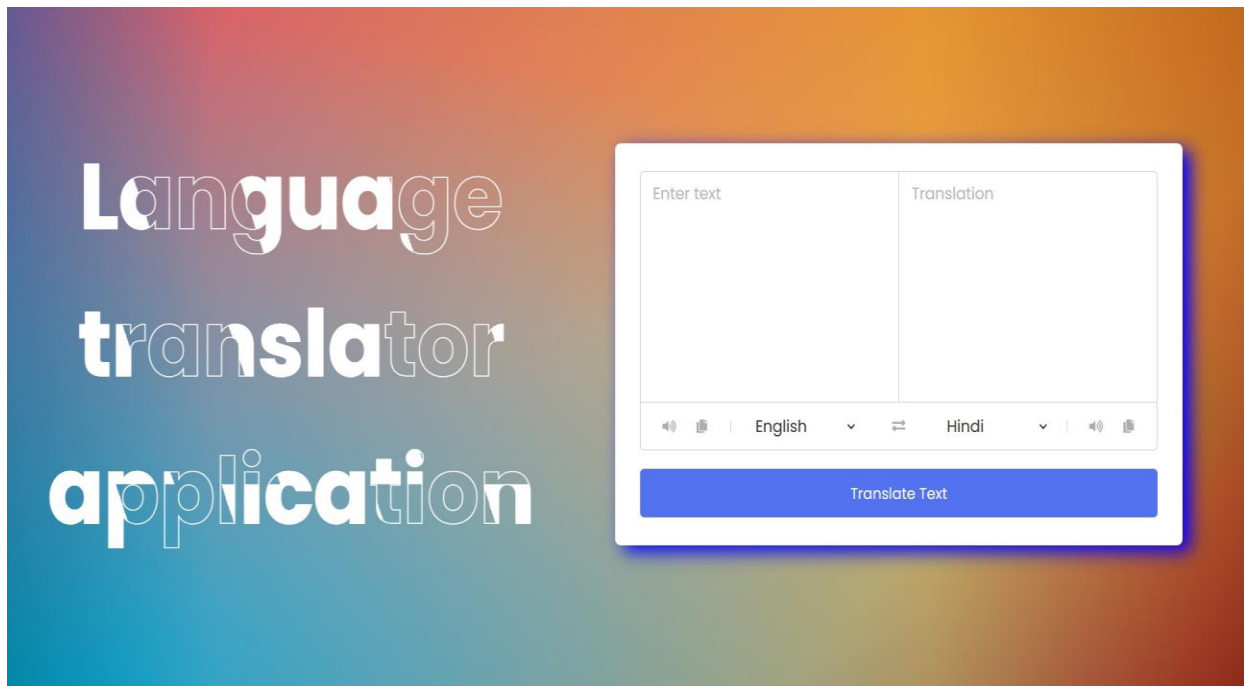 Language
translator
application
Enter text
Translation
English
Hindi
Translate Text